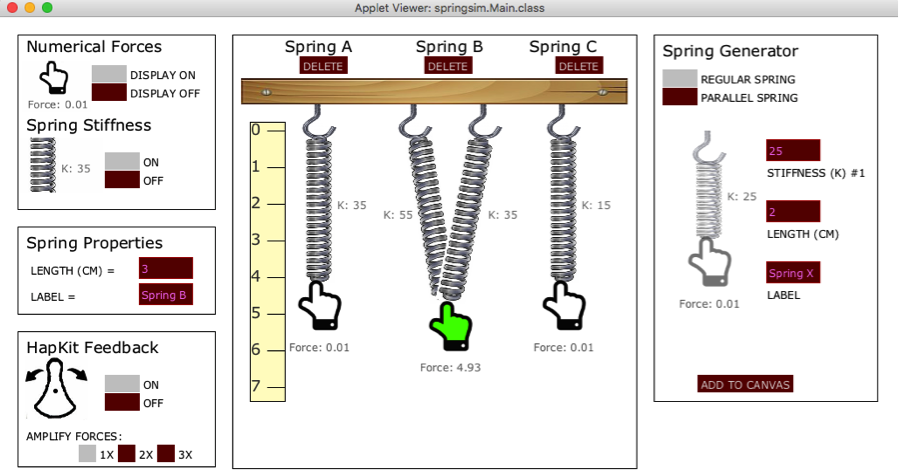 Applet Viewer: springsim.Main.class
Numerical Forces
DISPLAY ON
DISPLAY OFF
Force: 0.01
Spring Stiffness
K: 35
ON
OFF
Spring Properties
LENGTH (CM) = 3
LABEL = Spring B
HapKit Feedback
ON
OFF
AMPLIFY FORCES:
1X 2X 3X
Spring A Spring B Spring C
DELETE DELETE DELETE
0
1
2
3
4
5
6
7
K: 35
K: 55
K: 35
K: 15
Force: 0.01
Force: 4.93
Force: 0.01
Spring Generator
REGULAR SPRING
PARALLEL SPRING
25
STIFFNESS (K) #1
K: 25
2
LENGTH (CM)
Spring X
LABEL
Force: 0.01
ADD TO CANVAS